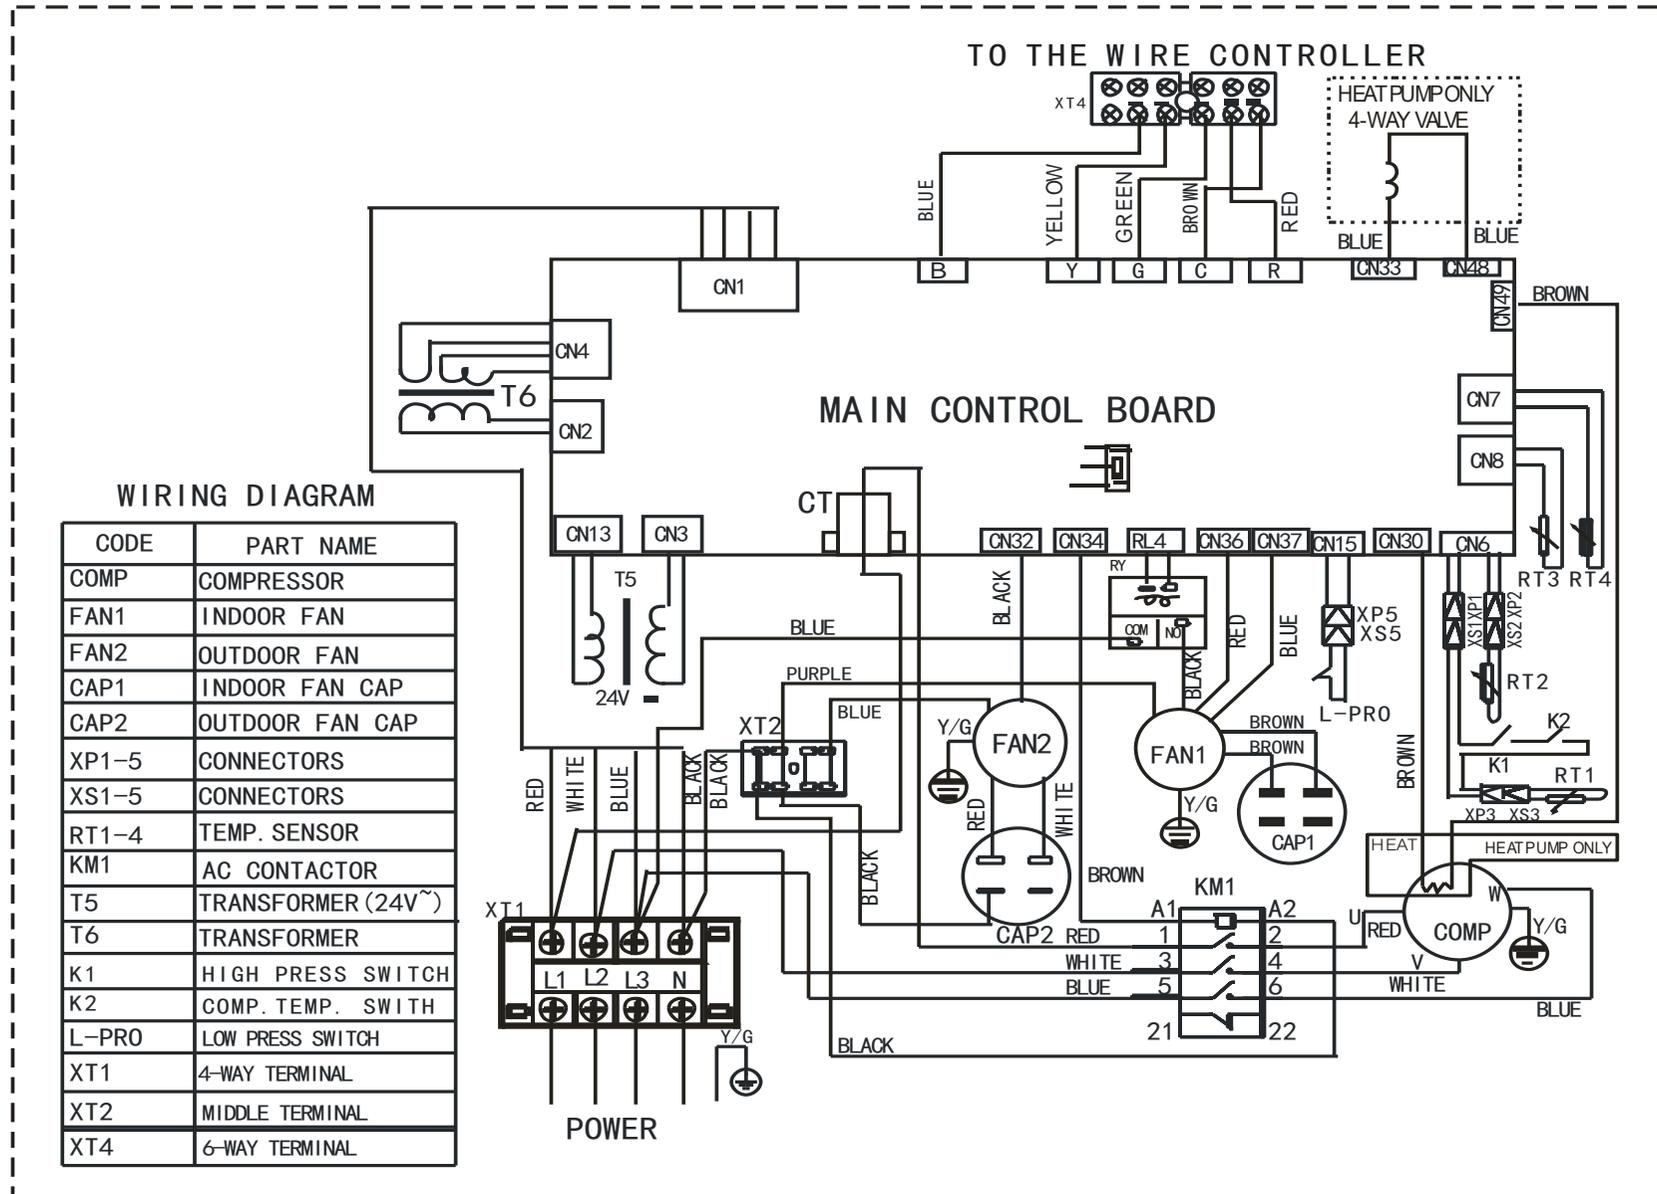 TO THE WIRE CONTROLLER
XT4
HEAT PUMP ONLY
4-WAY VALVE
BLUE
YELLOW
GREEN
BROWN
RED
BLUE
BLUE
CN1
B
Y
G
C
R
CN33
CN48
CN49
BROWN
CN4
T6
CN2
MAIN CONTROL BOARD
CN7
CN8
CT
CN13
CN3
CN32
CN34
RL4
CN36
CN37
CN15
CN30
CN6
RT3
RT4
WIRING DIAGRAM
CODE PART NAME
COMP COMPRESSOR
FAN1 INDOOR FAN
FAN2 OUTDOOR FAN
CAP1 INDOOR FAN CAP
CAP2 OUTDOOR FAN CAP
XP1-5 CONNECTORS
XS1-5 CONNECTORS
RT1-4 TEMP. SENSOR
KM1 AC CONTACTOR
T5 TRANSFORMER(24V~)
T6 TRANSFORMER
K1 HIGH PRESS SWITCH
K2 COMP. TEMP. SWITH
L-PRO LOW PRESS SWITCH
XT1 4-WAY TERMINAL
XT2 MIDDLE TERMINAL
XT4 6-WAY TERMINAL
T5
24V
RY
COM
NO
BLACK
BLUE
BLACK
RED
BLUE
XP5
XS5
XS1XP1
XS2XP2
RT2
L-PRO
PURPLE
BLUE
XT2
Y/G
FAN2
FAN1
BROWN
BROWN
BROWN
K2
K1
RT1
XP3
XS3
RED
WHITE
BLUE
BLACK
BLACK
RED
WHITE
Y/G
CAP1
HEAT
HEAT PUMP ONLY
BLACK
BROWN
KM1
XT1
CAP2
A1
A2
U
RED
W
COMP
Y/G
RED
1
2
WHITE
3
4
V
WHITE
BLUE
5
6
BLUE
21
22
L1
L2
L3
N
Y/G
BLACK
POWER